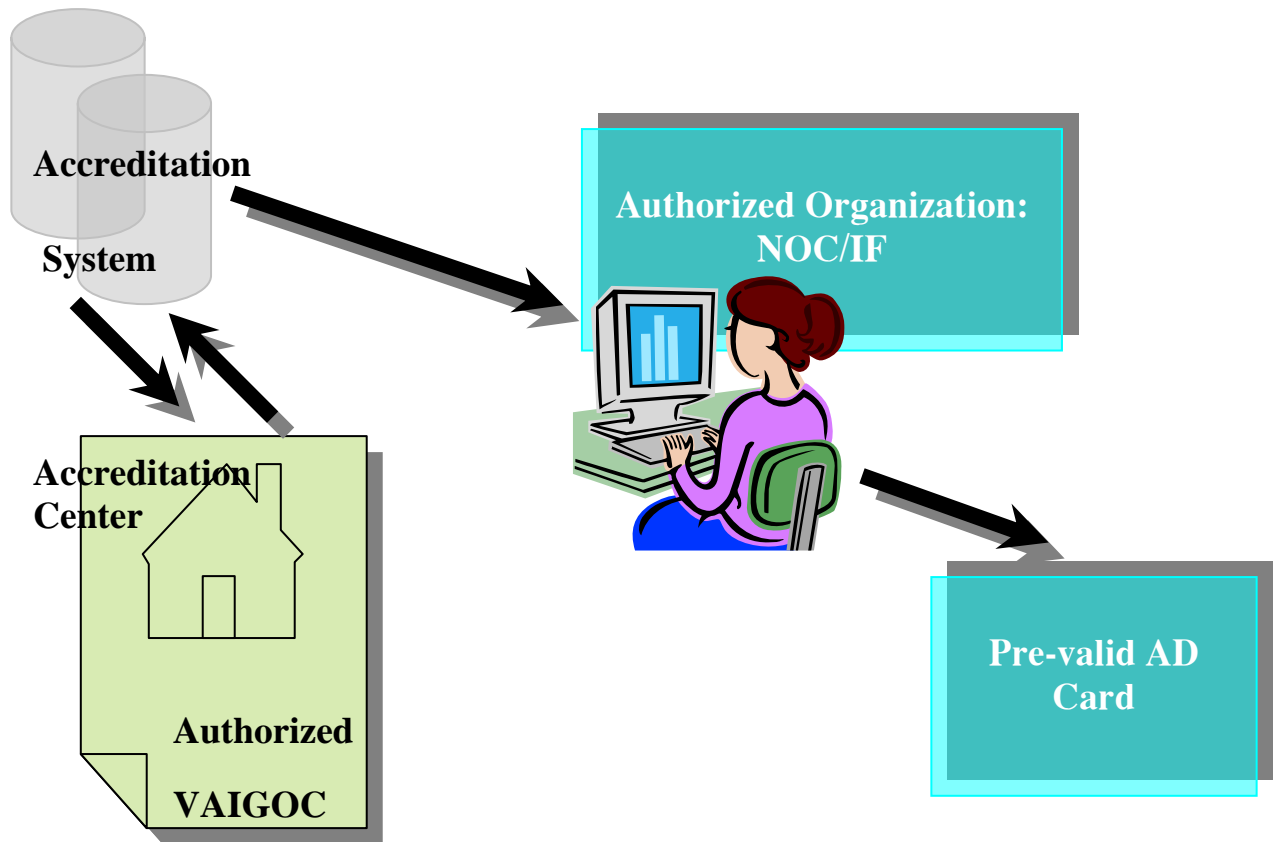 Accreditation
System
Authorized Organization:
NOC/IF
Accreditation
Center
Authorized
VAIGOC
Pre-valid AD
Card